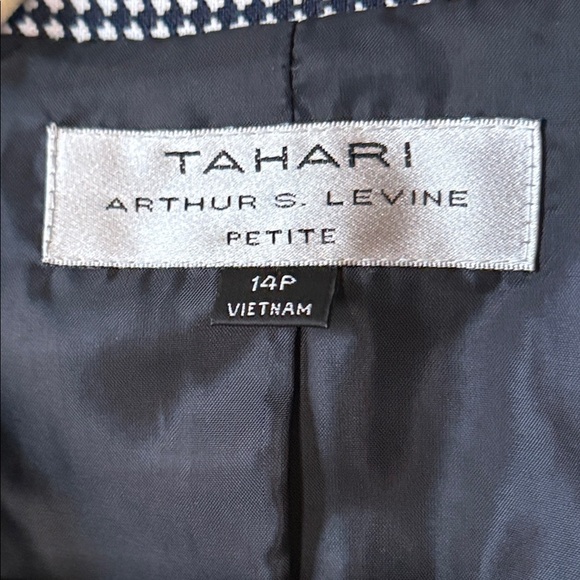 TAHARI
ARTHUR S. LEVINE
PETITE
14P
VIETNAM